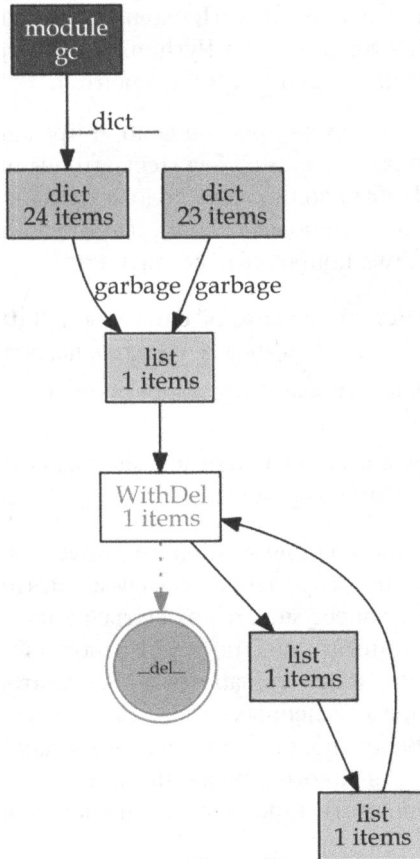 module
gc
__dict__
dict
24 items
dict
23 items
garbage
garbage
list
1 items
WithDel
1 items
__del__
list
1 items
list
1 items